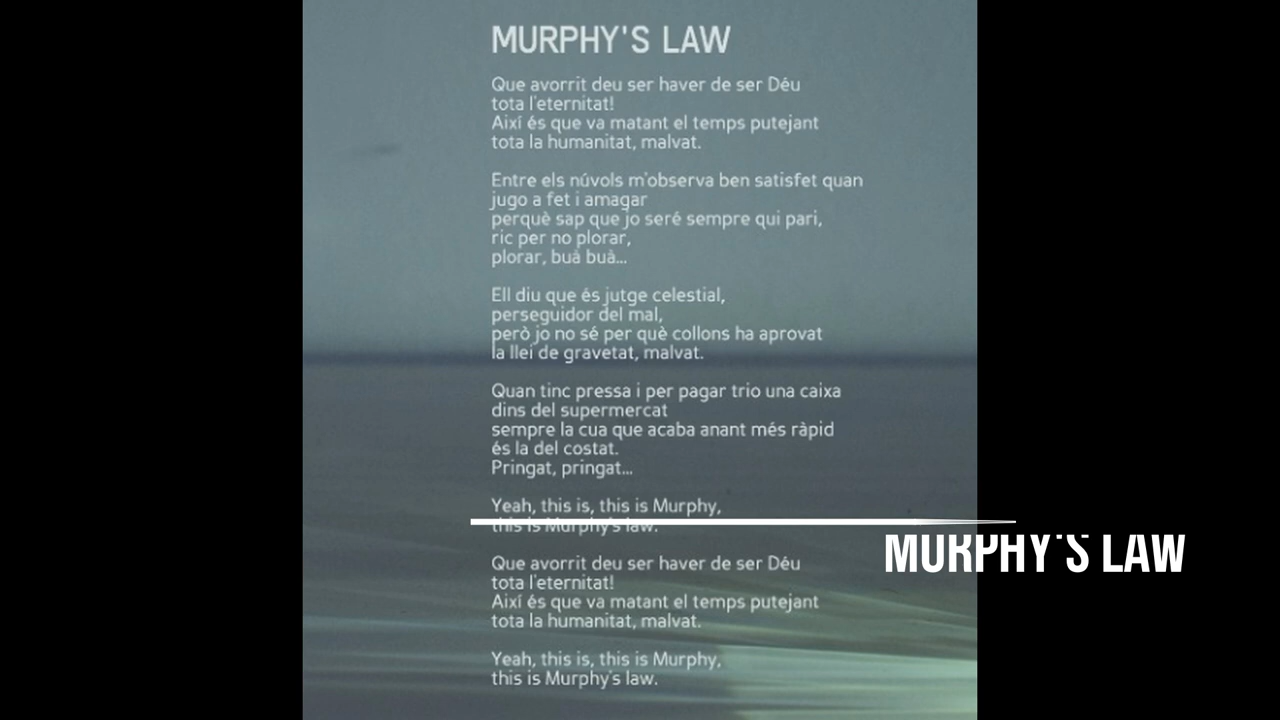 MURPHY'S LAW
Que avorrit deu ser haver de ser Déu
tota l'eternitat!
Així és que va matant el temps putejant
tota la humanitat, malvat.
Entre els núvols m'observa ben satisfet quan
jugo a fet i amagar
perquè sap que jo seré sempre qui pari,
ric per no plorar,
plorar, buà buà...
Ell diu que és jutge celestial,
perseguidor del mal,
però jo no sé per què collons ha aprovat
la llei de gravetat, malvat.
Quan tinc pressa i per pagar trio una caixa
dins del supermercat
sempre la cua que acaba anant més ràpid
és la del costat.
Pringat, pringat...
Yeah, this is, this is Murphy,
this is Murphy's law.
MURPHY'S LAW
Que avorrit deu ser haver de ser Déu
tota l'eternitat!
Així és que va matant el temps putejant
tota la humanitat, malvat.
Yeah, this is, this is Murphy,
this is Murphy's law.